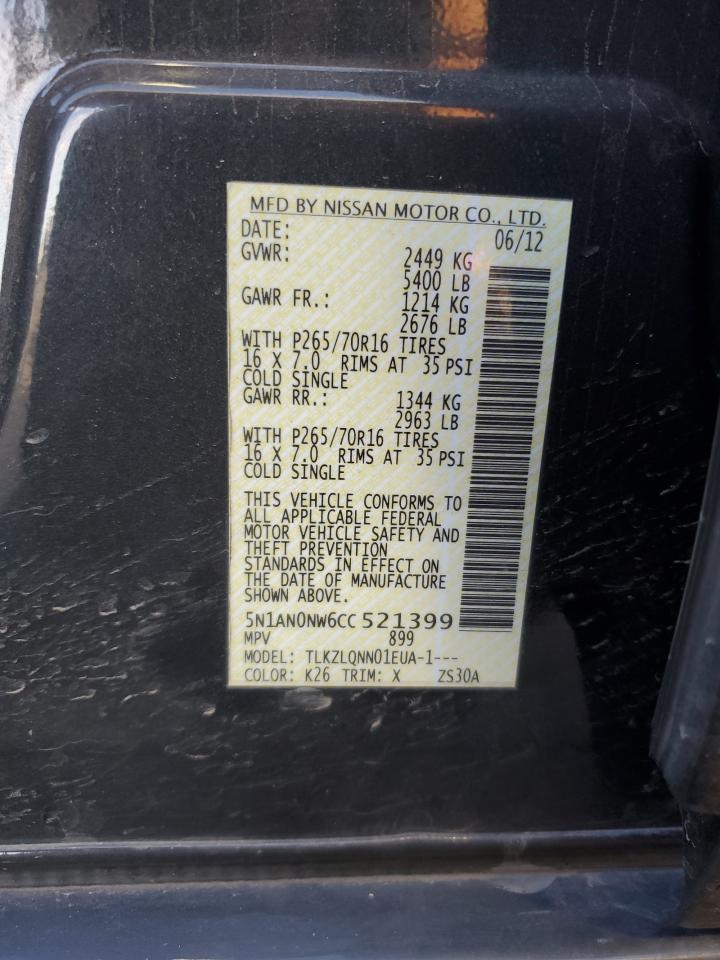 MFD BY NISSAN MOTOR CO., LTD.
DATE: 06/12
GVWR: 2449 KG
5400 LB
GAWR FR.: 1214 KG
2676 LB
WITH P265/70R16 TIRES
16 X 7.0 RIMS AT 35 PSI
COLD SINGLE
GAWR RR.: 1344 KG
2963 LB
WITH P265/70R16 TIRES
16 X 7.0 RIMS AT 35 PSI
COLD SINGLE
THIS VEHICLE CONFORMS TO
ALL APPLICABLE FEDERAL
MOTOR VEHICLE SAFETY AND
THEFT PREVENTION
STANDARDS IN EFFECT ON
THE DATE OF MANUFACTURE
SHOWN ABOVE.
5N1AN0NW6CC521399
MPV 899
MODEL: TLKZLQNN01EUA-1---
COLOR: K26 TRIM: X ZS30A